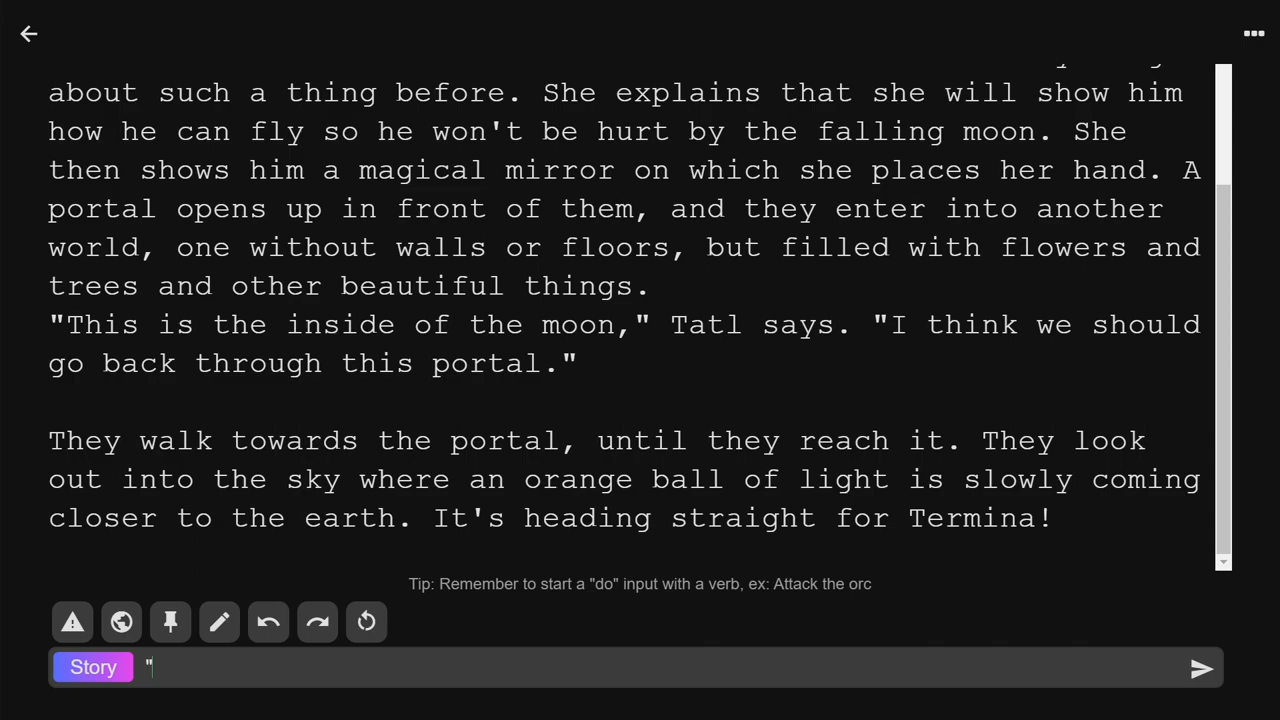 about such a thing before. She explains that she will show him
how he can fly so he won't be hurt by the falling moon. She
then shows him a magical mirror on which she places her hand. A
portal opens up in front of them, and they enter into another
world, one without walls or floors, but filled with flowers and
trees and other beautiful things.
"This is the inside of the moon," Tatl says. "I think we should
go back through this portal."
They walk towards the portal, until they reach it. They look
out into the sky where an orange ball of light is slowly coming
closer to the earth. It's heading straight for Termina!
Tip: Remember to start a "do" input with a verb, ex: Attack the orc
Story "